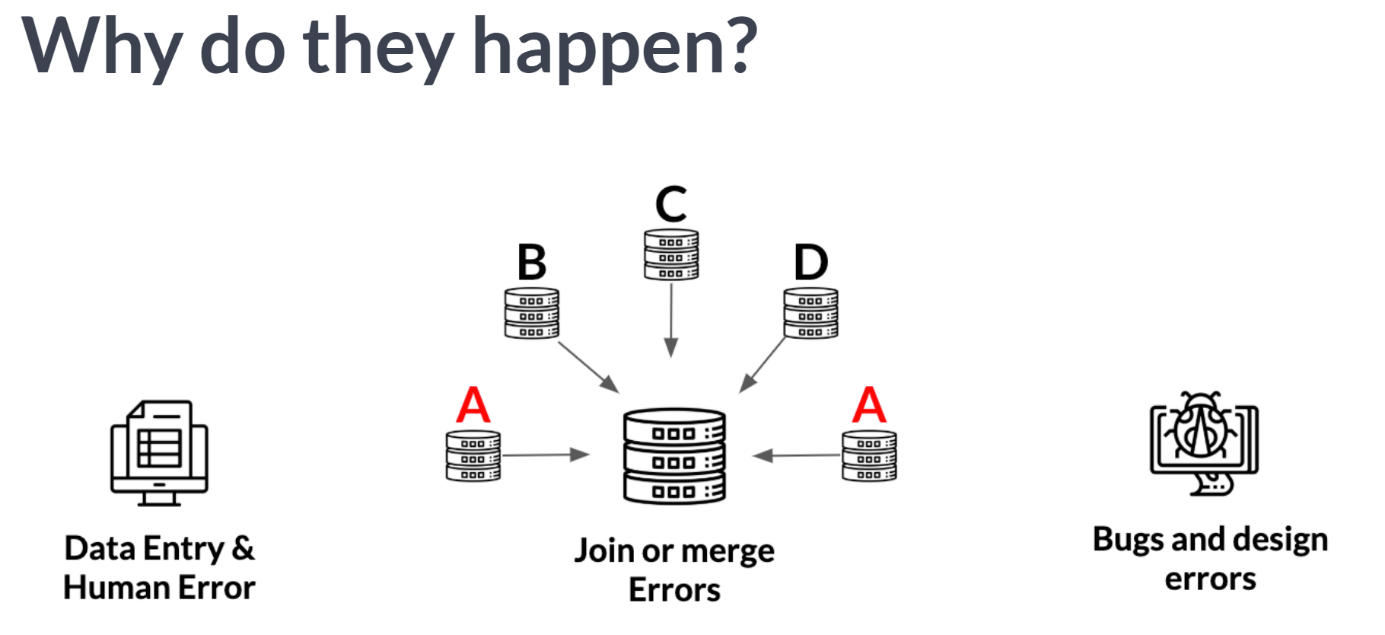 Why do they happen?
C
B
D
A
A
Data Entry &
Human Error
Join or merge
Errors
Bugs and design
errors